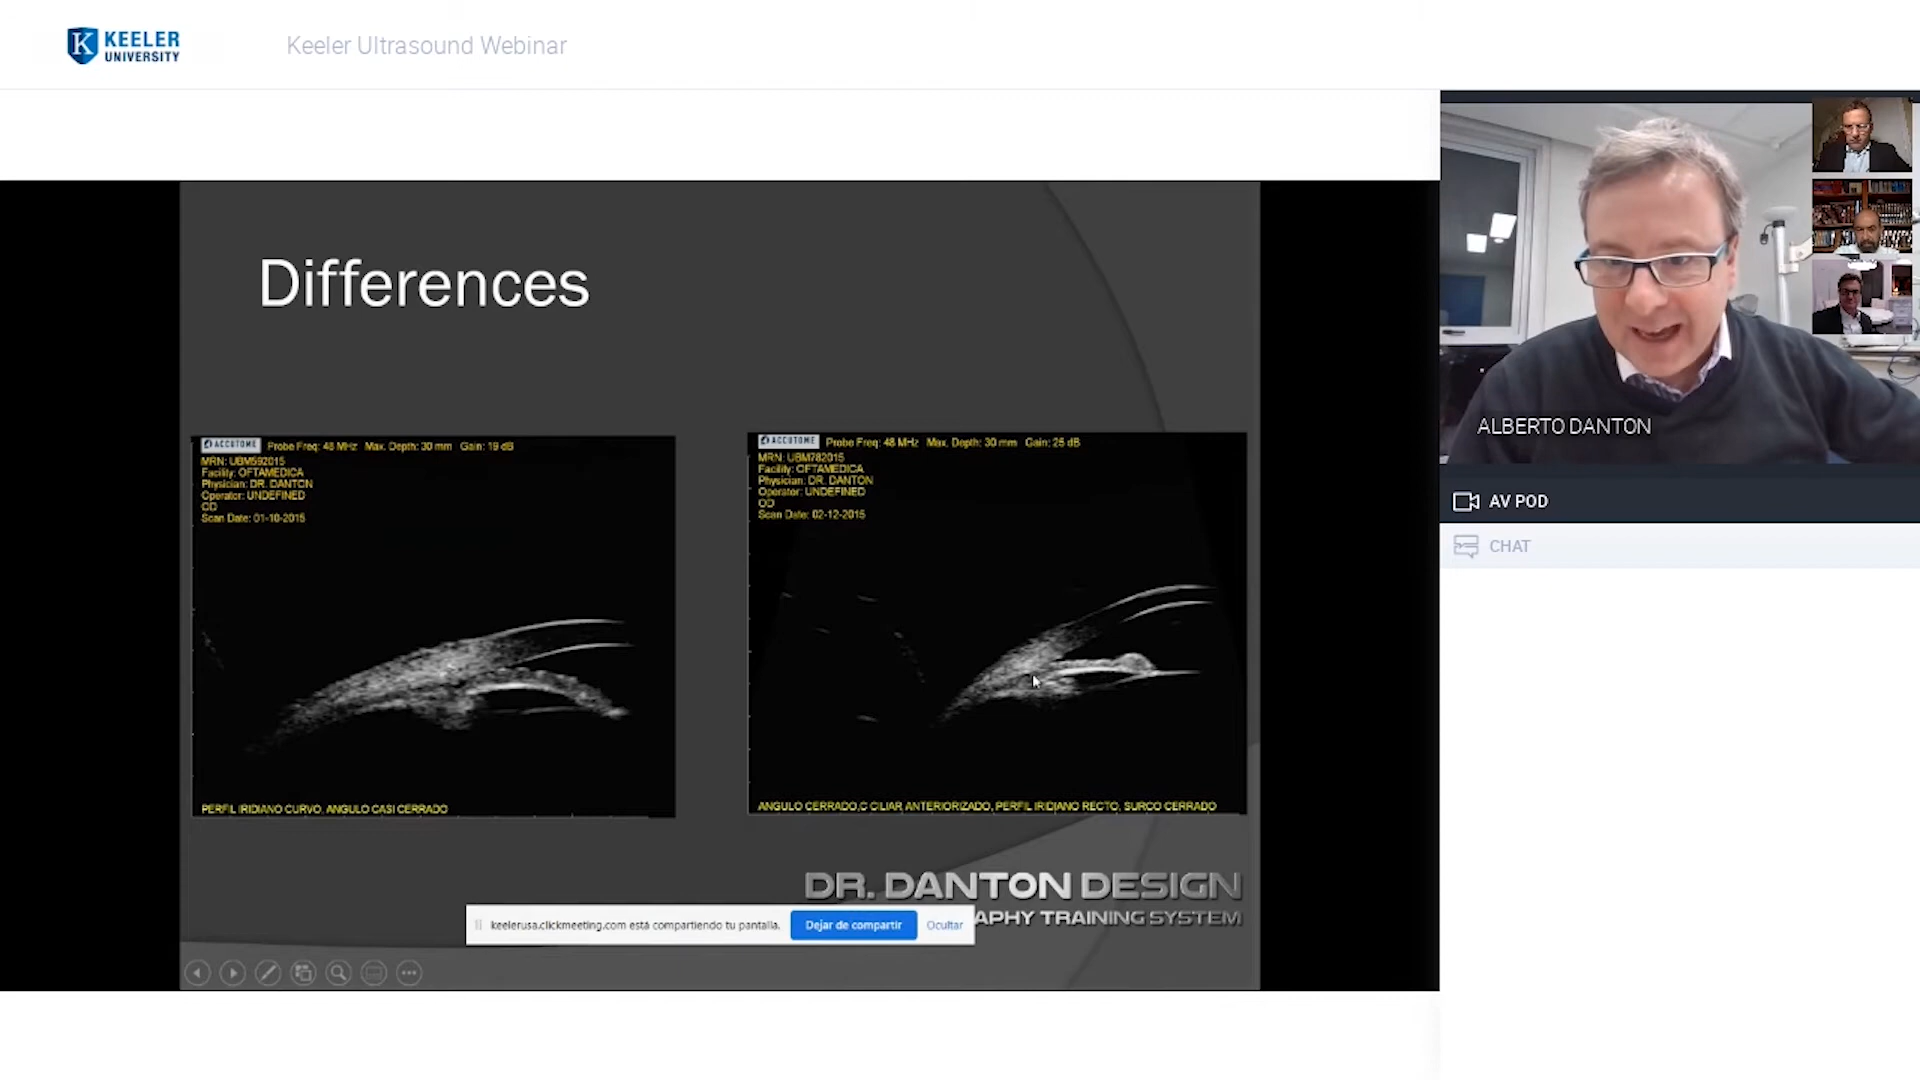 KEELER
UNIVERSITY
Keeler Ultrasound Webinar
Differences
ACCUTOME Probe Freq: 48 MHz Max. Depth: 30 mm Gain: 19 dB
MRN: UBM592015
Facility: OFTAMEDICA
Physician: DR. DANTON
Operator: UNDEFINED
OD
Scan Date: 01-10-2015
PERFIL IRIDIANO CURVO, ANGULO CASI CERRADO
ACCUTOME Probe Freq: 48 MHz Max. Depth: 30 mm Gain: 25 dB
MRN: UBM782015
Facility: OFTAMEDICA
Physician: DR. DANTON
Operator: UNDEFINED
OD
Scan Date: 02-12-2015
ANGULO CERRADO,C CILIAR ANTERIORIZADO, PERFIL IRIDIANO RECTO, SURCO CERRADO
DR. DANTON DESIGN
APHY TRAINING SYSTEM
keelerusa.clickmeeting.com está compartiendo tu pantalla.
Dejar de compartir
Ocultar
ALBERTO DANTON
AV POD
CHAT